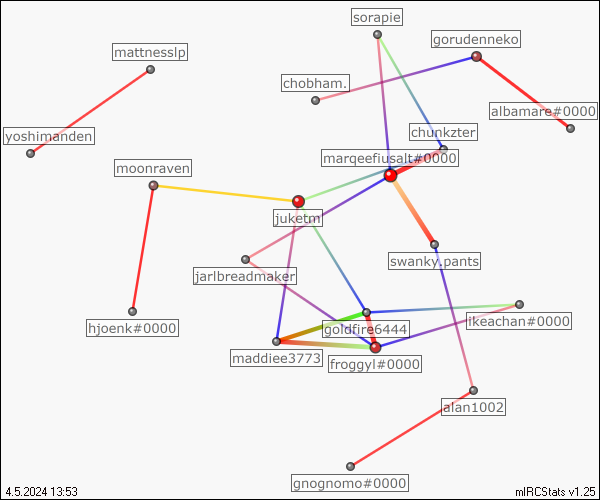 sorapie
gorudenneko
mattnesslp
chobham.
albamare#0000
yoshimanden
chunkzter
marqeefiusalt#0000
moonraven
juketm
swanky.pants
jarlbreadmaker
ikeachan#0000
hjoenk#0000
goldfire6444
maddiee3773
froggyl#0000
alan1002
gnognomo#0000
4.5.2024 13:53
mIRCStats v1.25